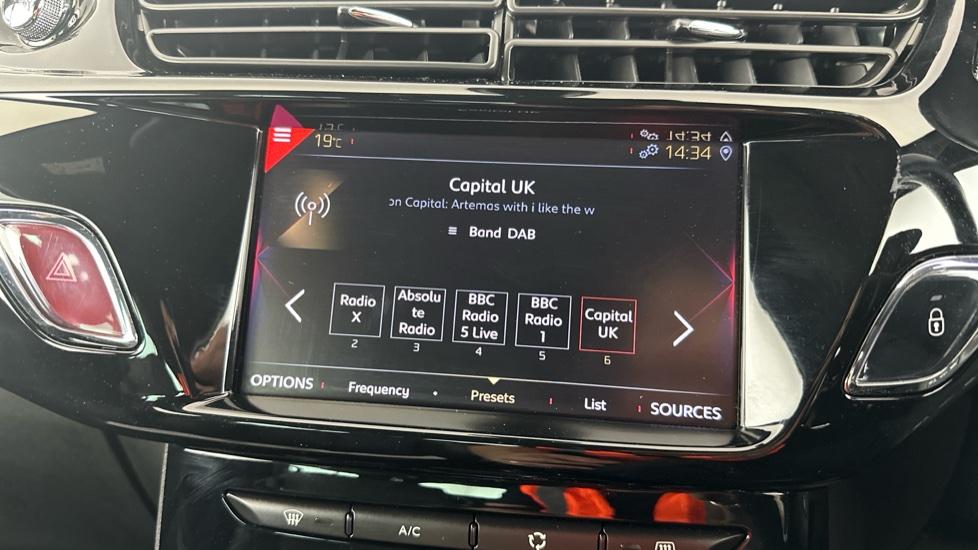 19°C
14:34
Capital UK
on Capital: Artemas with i like the w
Band DAB
Radio
X
2
Absolu
te
Radio
3
BBC
Radio
5 Live
4
BBC
Radio
1
5
Capital
UK
6
OPTIONS
Frequency
Presets
List
SOURCES
A/C